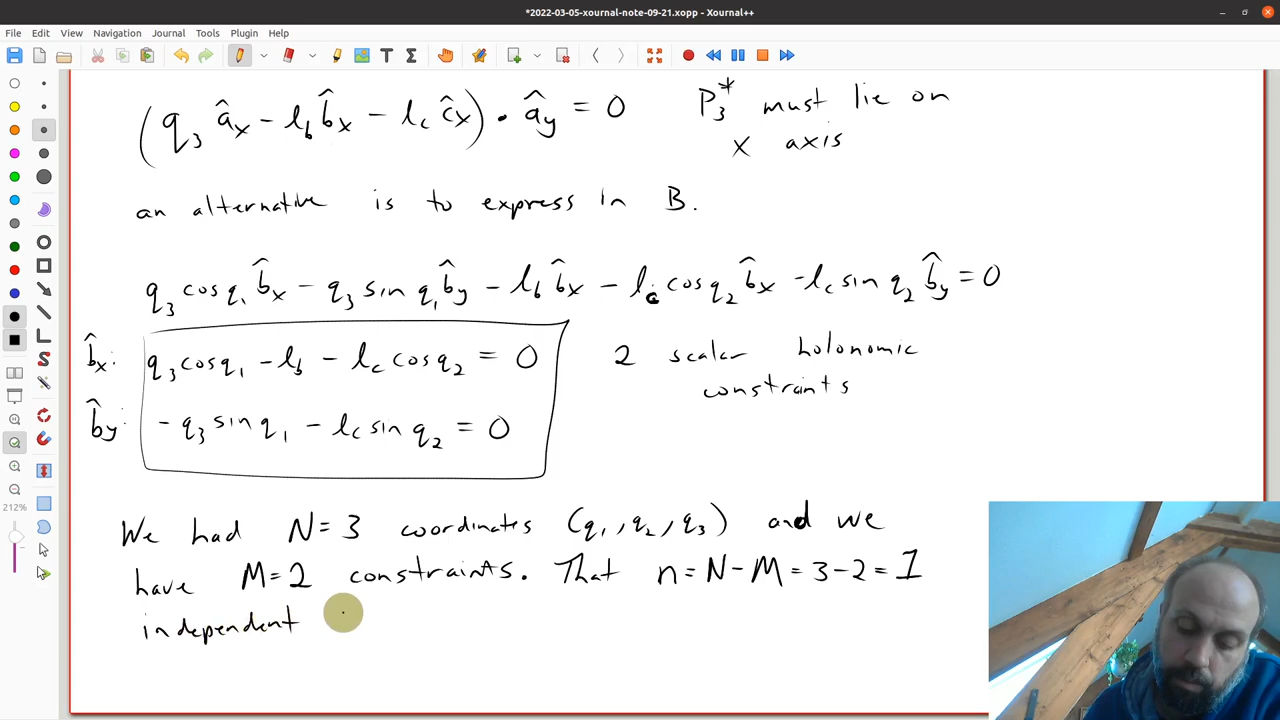 *2022-03-05-xournal-note-09-21.xopp - Xournal++
File Edit View Navigation Journal Tools Plugin Help
(q₃ âₓ - l_b b̂ₓ - l_c ĉₓ) · â_y = 0 P₃* must lie on
x axis
an alternative is to express in B.
q₃ cos q₁ b̂ₓ - q₃ sin q₁ b̂_y - l_b b̂ₓ - l_c cos q₂ b̂ₓ - l_c sin q₂ b̂_y = 0
b̂ₓ: q₃ cos q₁ - l_b - l_c cos q₂ = 0 2 scalar holonomic
constraints
b̂_y: - q₃ sin q₁ - l_c sin q₂ = 0
212%
We had N = 3 coordinates (q₁, q₂, q₃) and we
have M = 2 constraints. That n = N - M = 3 - 2 = 1
independent